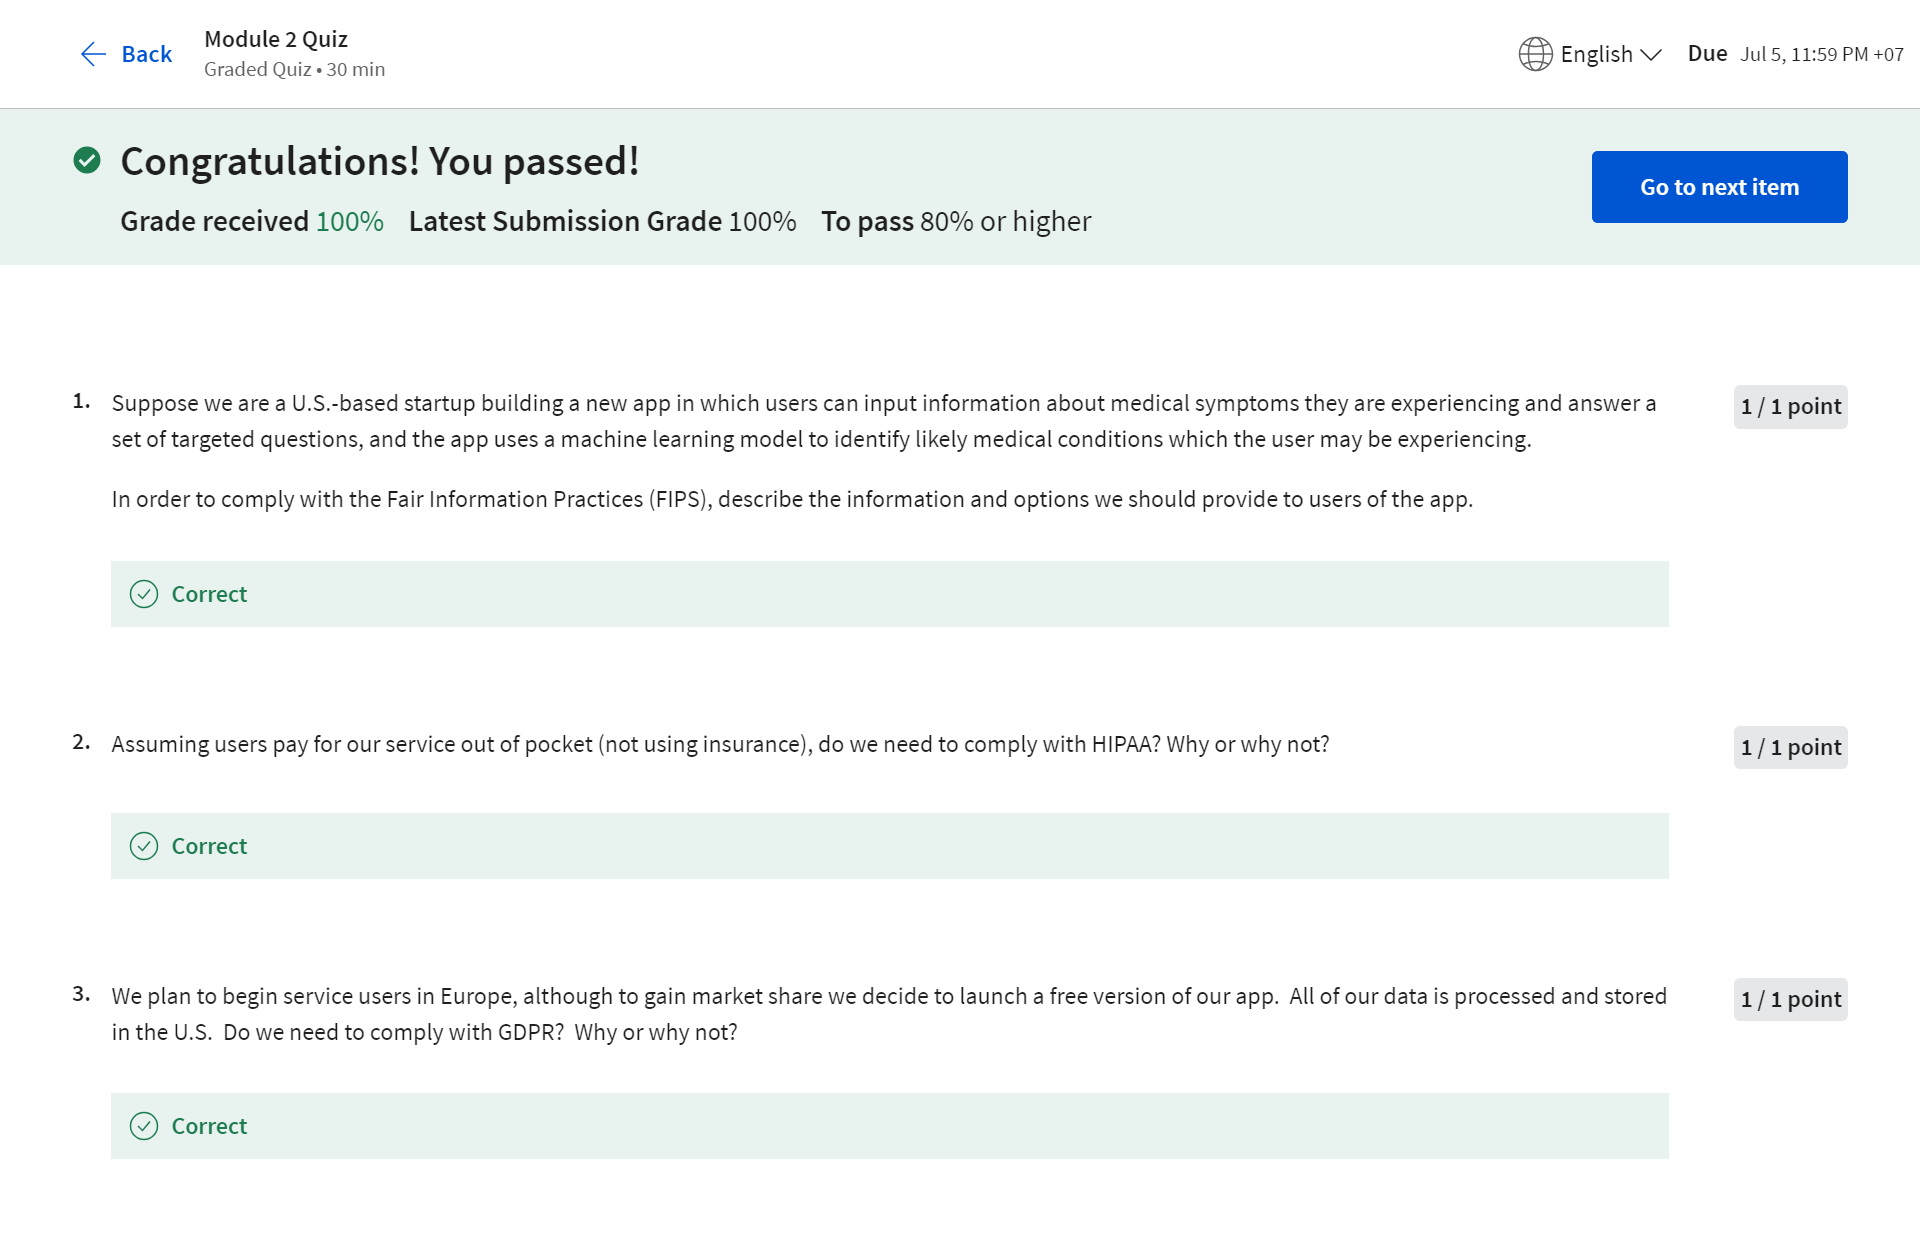 Back
Module 2 Quiz
Graded Quiz • 30 min
English
Due Jul 5, 11:59 PM +07
Congratulations! You passed!
Grade received 100% Latest Submission Grade 100% To pass 80% or higher
Go to next item
1. Suppose we are a U.S.-based startup building a new app in which users can input information about medical symptoms they are experiencing and answer a
set of targeted questions, and the app uses a machine learning model to identify likely medical conditions which the user may be experiencing.
1 / 1 point
In order to comply with the Fair Information Practices (FIPS), describe the information and options we should provide to users of the app.
Correct
2. Assuming users pay for our service out of pocket (not using insurance), do we need to comply with HIPAA? Why or why not?
1 / 1 point
Correct
3. We plan to begin service users in Europe, although to gain market share we decide to launch a free version of our app. All of our data is processed and stored
in the U.S. Do we need to comply with GDPR? Why or why not?
1 / 1 point
Correct